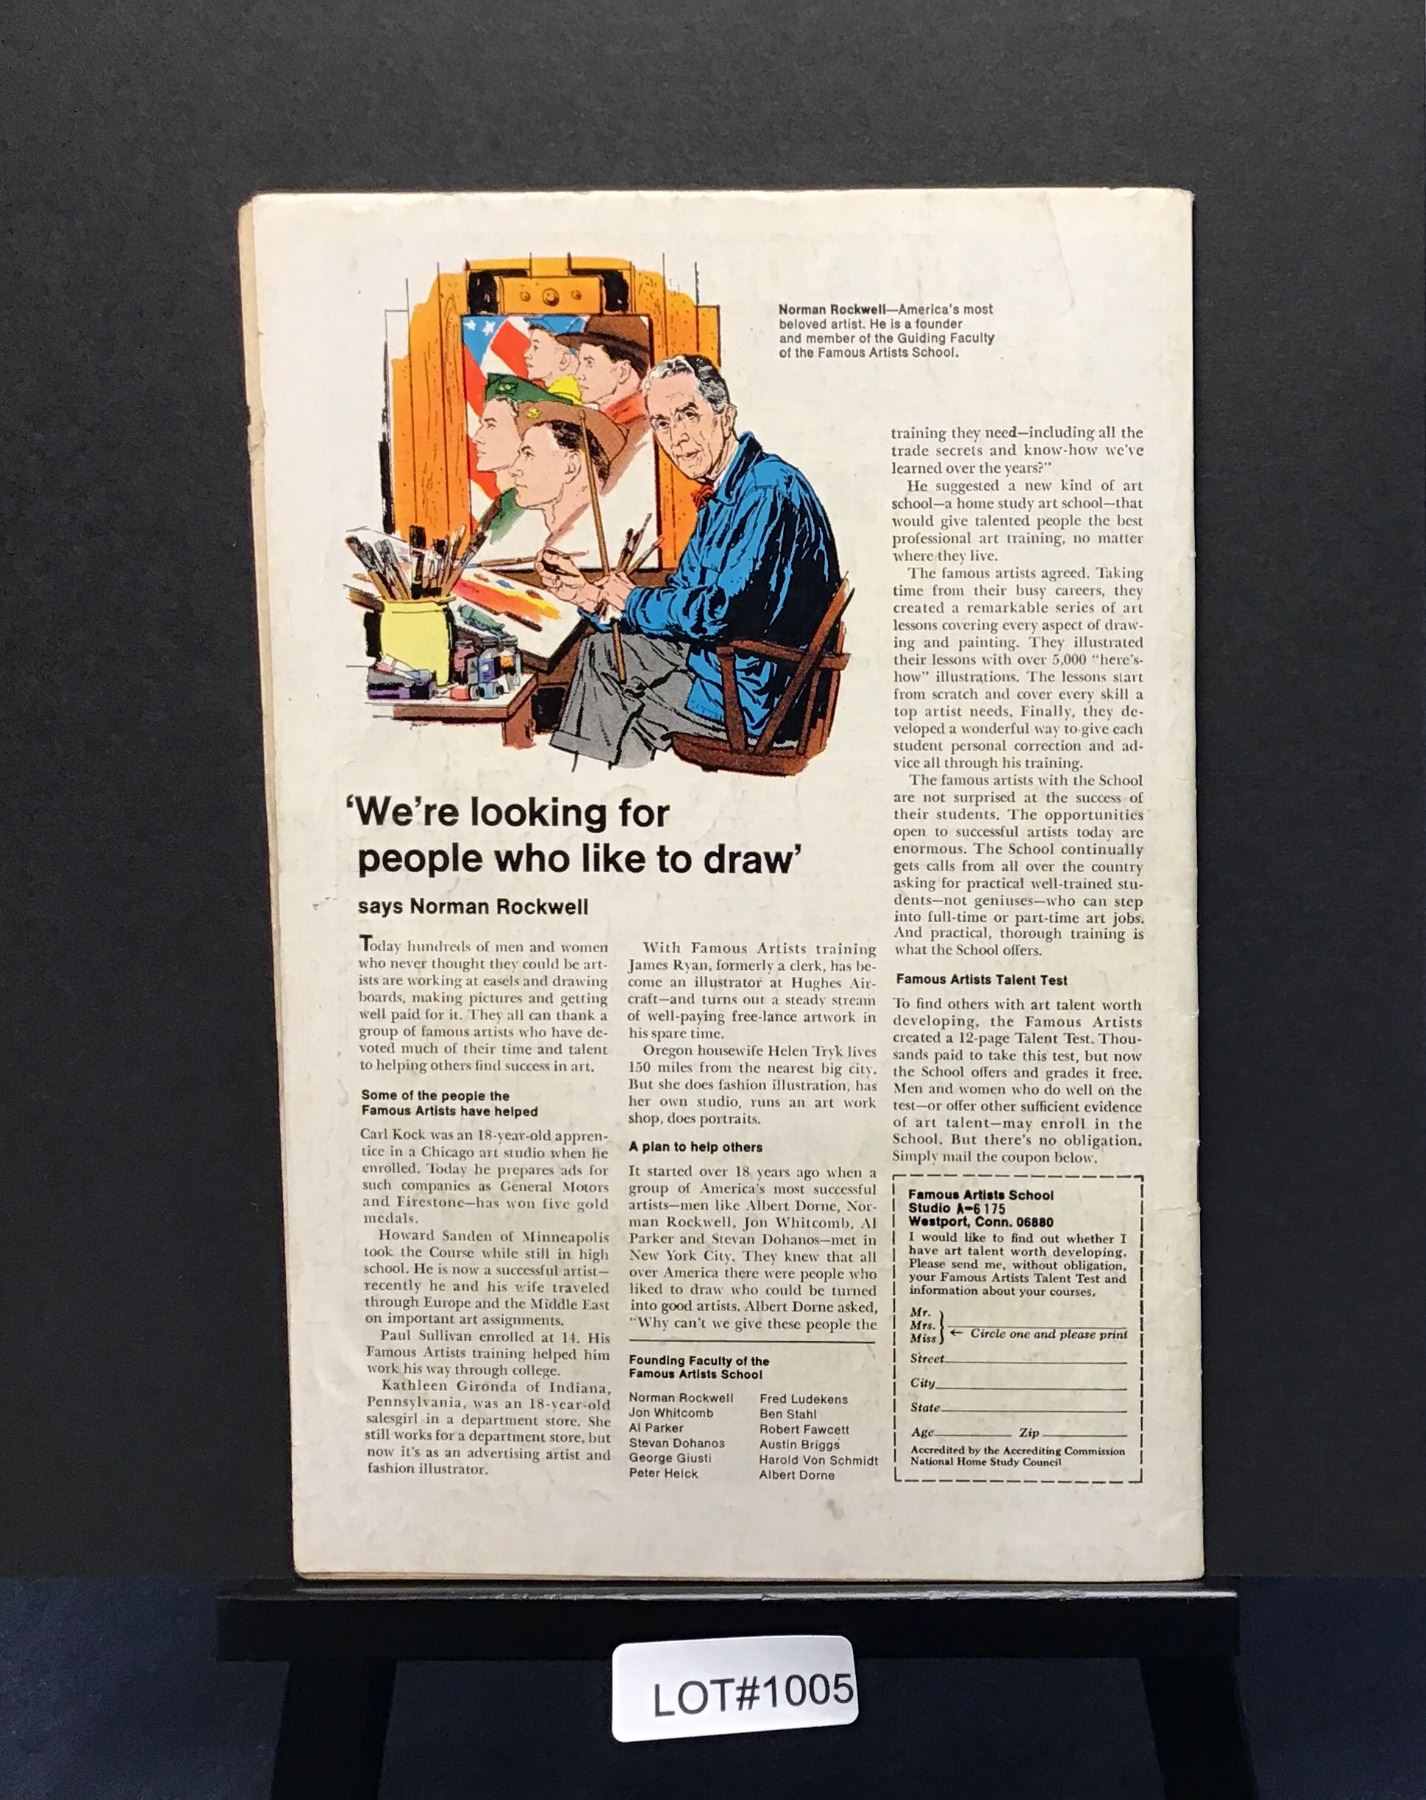 Norman Rockwell—America's most
beloved artist. He is a founder
and member of the Guiding Faculty
of the Famous Artists School.
'We're looking for
people who like to draw'
says Norman Rockwell
Today hundreds of men and women
who never thought they could be art-
ists are working at easels and drawing
boards, making pictures and getting
well paid for it. They all can thank a
group of famous artists who have de-
voted much of their time and talent
to helping others find success in art.
Some of the people the
Famous Artists have helped
Carl Kock was an 18-year-old appren-
tice in a Chicago art studio when he
enrolled. Today he prepares ads for
such companies as General Motors
and Firestone—has won five gold
medals.
Howard Sanden of Minneapolis
took the Course while still in high
school. He is now a successful artist—
recently he and his wife traveled
through Europe and the Middle East
on important art assignments.
Paul Sullivan enrolled at 14. His
Famous Artists training helped him
work his way through college.
Kathleen Gironda of Indiana,
Pennsylvania, was an 18-year-old
salesgirl in a department store. She
still works for a department store, but
now it's as an advertising artist and
fashion illustrator.
With Famous Artists training
James Ryan, formerly a clerk, has be-
come an illustrator at Hughes Air-
craft—and turns out a steady stream
of well-paying free-lance artwork in
his spare time.
Oregon housewife Helen Tryk lives
150 miles from the nearest big city.
But she does fashion illustration, has
her own studio, runs an art work
shop, does portraits.
A plan to help others
It started over 18 years ago when a
group of America's most successful
artists—men like Albert Dorne, Nor-
man Rockwell, Jon Whitcomb, Al
Parker and Stevan Dohanos—met in
New York City. They knew that all
over America there were people who
liked to draw who could be turned
into good artists. Albert Dorne asked,
"Why can't we give these people the
training they need—including all the
trade secrets and know-how we've
learned over the years?"
He suggested a new kind of art
school—a home study art school—that
would give talented people the best
professional art training, no matter
where they live.
The famous artists agreed. Taking
time from their busy careers, they
created a remarkable series of art
lessons covering every aspect of draw-
ing and painting. They illustrated
their lessons with over 5,000 "here's-
how" illustrations. The lessons start
from scratch and cover every skill a
top artist needs. Finally, they de-
veloped a wonderful way to give each
student personal correction and ad-
vice all through his training.
The famous artists with the School
are not surprised at the success of
their students. The opportunities
open to successful artists today are
enormous. The School continually
gets calls from all over the country
asking for practical well-trained stu-
dents—not geniuses—who can step
into full-time or part-time art jobs.
And practical, thorough training is
what the School offers.
Famous Artists Talent Test
To find others with art talent worth
developing, the Famous Artists
created a 12-page Talent Test. Thou-
sands paid to take this test, but now
the School offers and grades it free.
Men and women who do well on the
test—or offer other sufficient evidence
of art talent—may enroll in the
School. But there's no obligation.
Simply mail the coupon below.
Founding Faculty of the
Famous Artists School
Norman Rockwell
Jon Whitcomb
Al Parker
Stevan Dohanos
George Giusti
Peter Helck
Fred Ludekens
Ben Stahl
Robert Fawcett
Austin Briggs
Harold Von Schmidt
Albert Dorne
Famous Artists School
Studio A-6175
Westport, Conn. 06880
I would like to find out whether I
have art talent worth developing.
Please send me, without obligation,
your Famous Artists Talent Test and
information about your courses.
Mr.
Mrs.
Miss
← Circle one and please print
Street
City
State
Age Zip
Accredited by the Accrediting Commission
National Home Study Council
LOT#1005